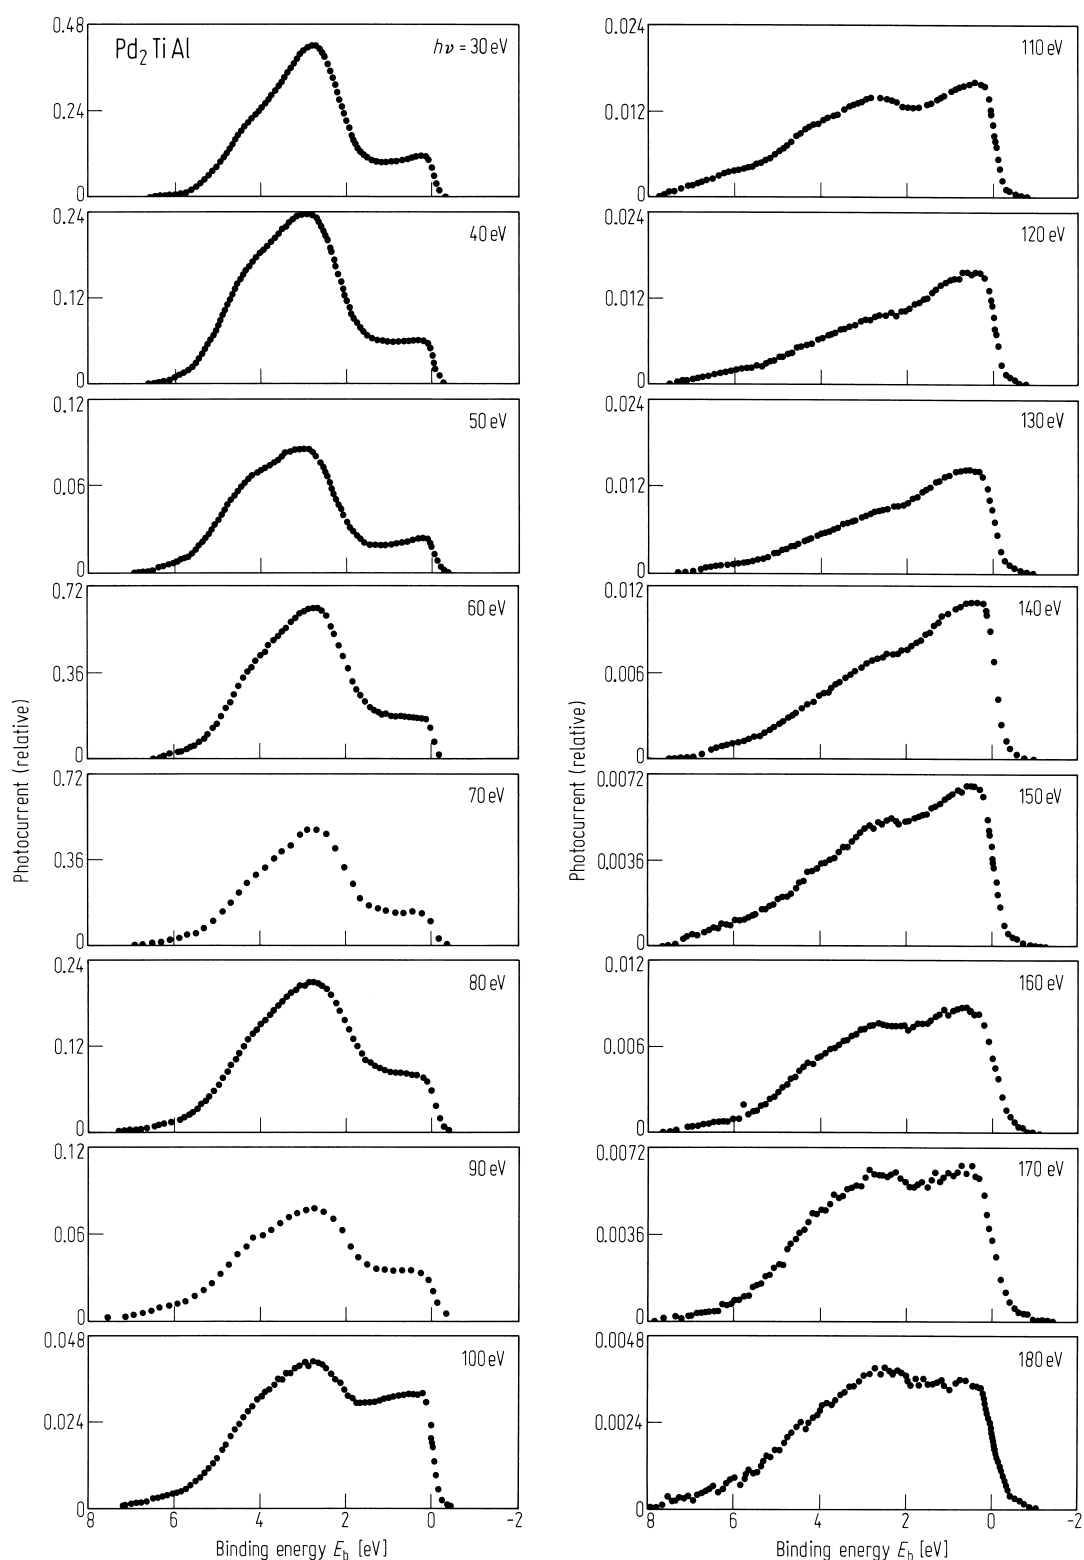 Pd2TiAl
hν = 30 eV
0.48
0.24
0
40 eV
0.24
0.12
0
50 eV
0.12
0.06
0
60 eV
0.72
0.36
0
70 eV
0.72
0.36
0
80 eV
0.24
0.12
0
90 eV
0.12
0.06
0
100 eV
0.048
0.024
0
8 6 4 2 0 -2
Photocurrent (relative)
Binding energy Eb [eV]
110 eV
0.024
0.012
0
120 eV
0.024
0.012
0
130 eV
0.024
0.012
0
140 eV
0.012
0.006
0
150 eV
0.0072
0.0036
0
160 eV
0.012
0.006
0
170 eV
0.0072
0.0036
0
180 eV
0.0048
0.0024
0
8 6 4 2 0 -2
Photocurrent (relative)
Binding energy Eb [eV]